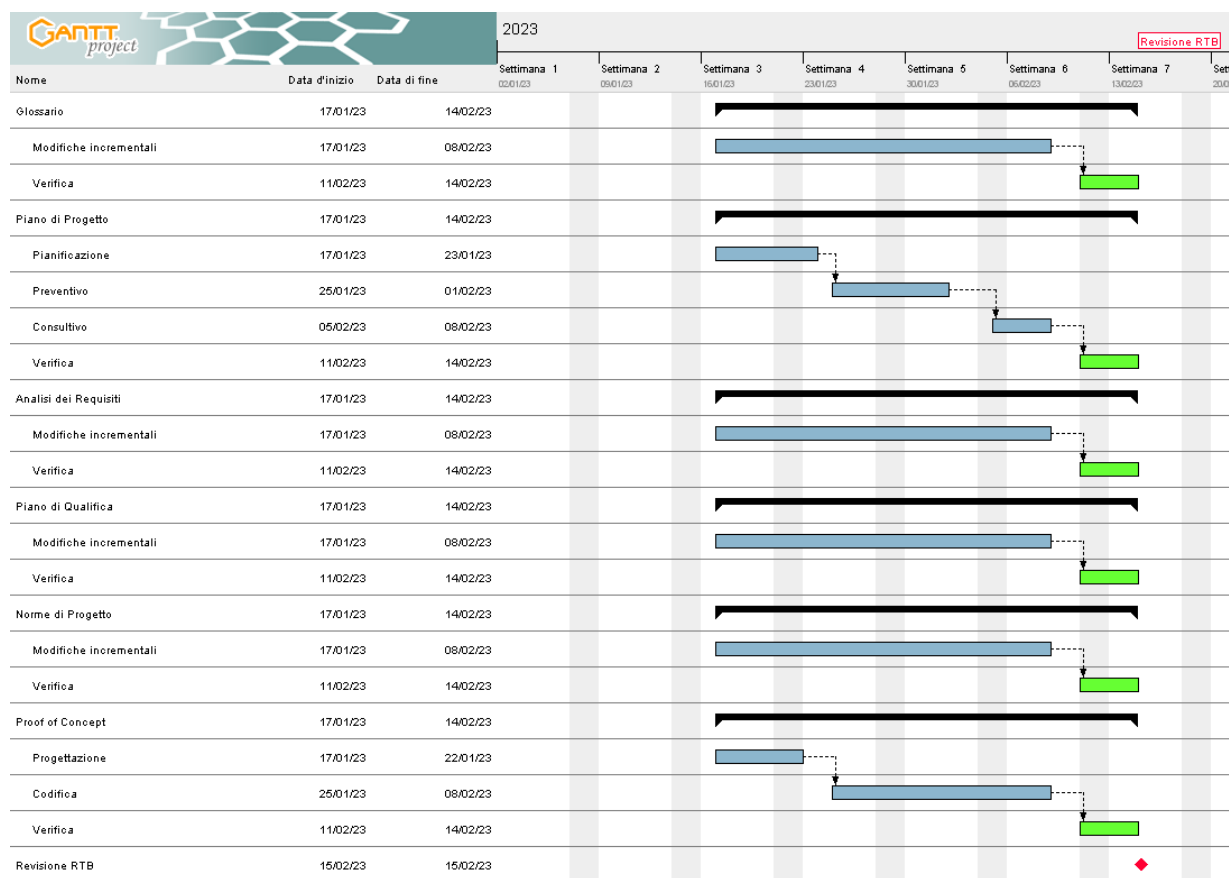 GANTT
project
2023
Revisione RTB
Nome Data d'inizio Data di fine
Settimana 1 Settimana 2 Settimana 3 Settimana 4 Settimana 5 Settimana 6 Settimana 7
02/01/23 09/01/23 16/01/23 23/01/23 30/01/23 06/02/23 13/02/23
Glossario 17/01/23 14/02/23
Modifiche incrementali 17/01/23 08/02/23
Verifica 11/02/23 14/02/23
Piano di Progetto 17/01/23 14/02/23
Pianificazione 17/01/23 23/01/23
Preventivo 25/01/23 01/02/23
Consultivo 05/02/23 08/02/23
Verifica 11/02/23 14/02/23
Analisi dei Requisiti 17/01/23 14/02/23
Modifiche incrementali 17/01/23 08/02/23
Verifica 11/02/23 14/02/23
Piano di Qualifica 17/01/23 14/02/23
Modifiche incrementali 17/01/23 08/02/23
Verifica 11/02/23 14/02/23
Norme di Progetto 17/01/23 14/02/23
Modifiche incrementali 17/01/23 08/02/23
Verifica 11/02/23 14/02/23
Proof of Concept 17/01/23 14/02/23
Progettazione 17/01/23 22/01/23
Codifica 25/01/23 08/02/23
Verifica 11/02/23 14/02/23
Revisione RTB 15/02/23 15/02/23